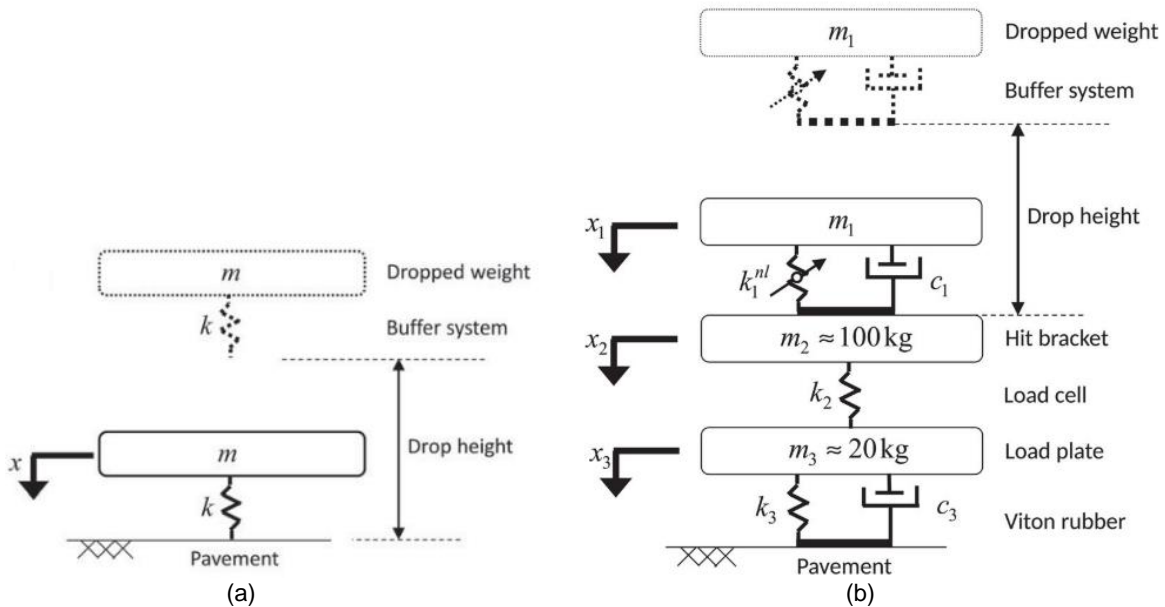 m
Dropped weight
k
Buffer system
x
m
Drop height
k
Pavement
(a)
m₁
Dropped weight
Buffer system
x₁
m₁
Drop height
k₁ⁿˡ
c₁
x₂
m₂ ≈ 100 kg
Hit bracket
k₂
Load cell
x₃
m₃ ≈ 20 kg
Load plate
k₃
c₃
Viton rubber
Pavement
(b)